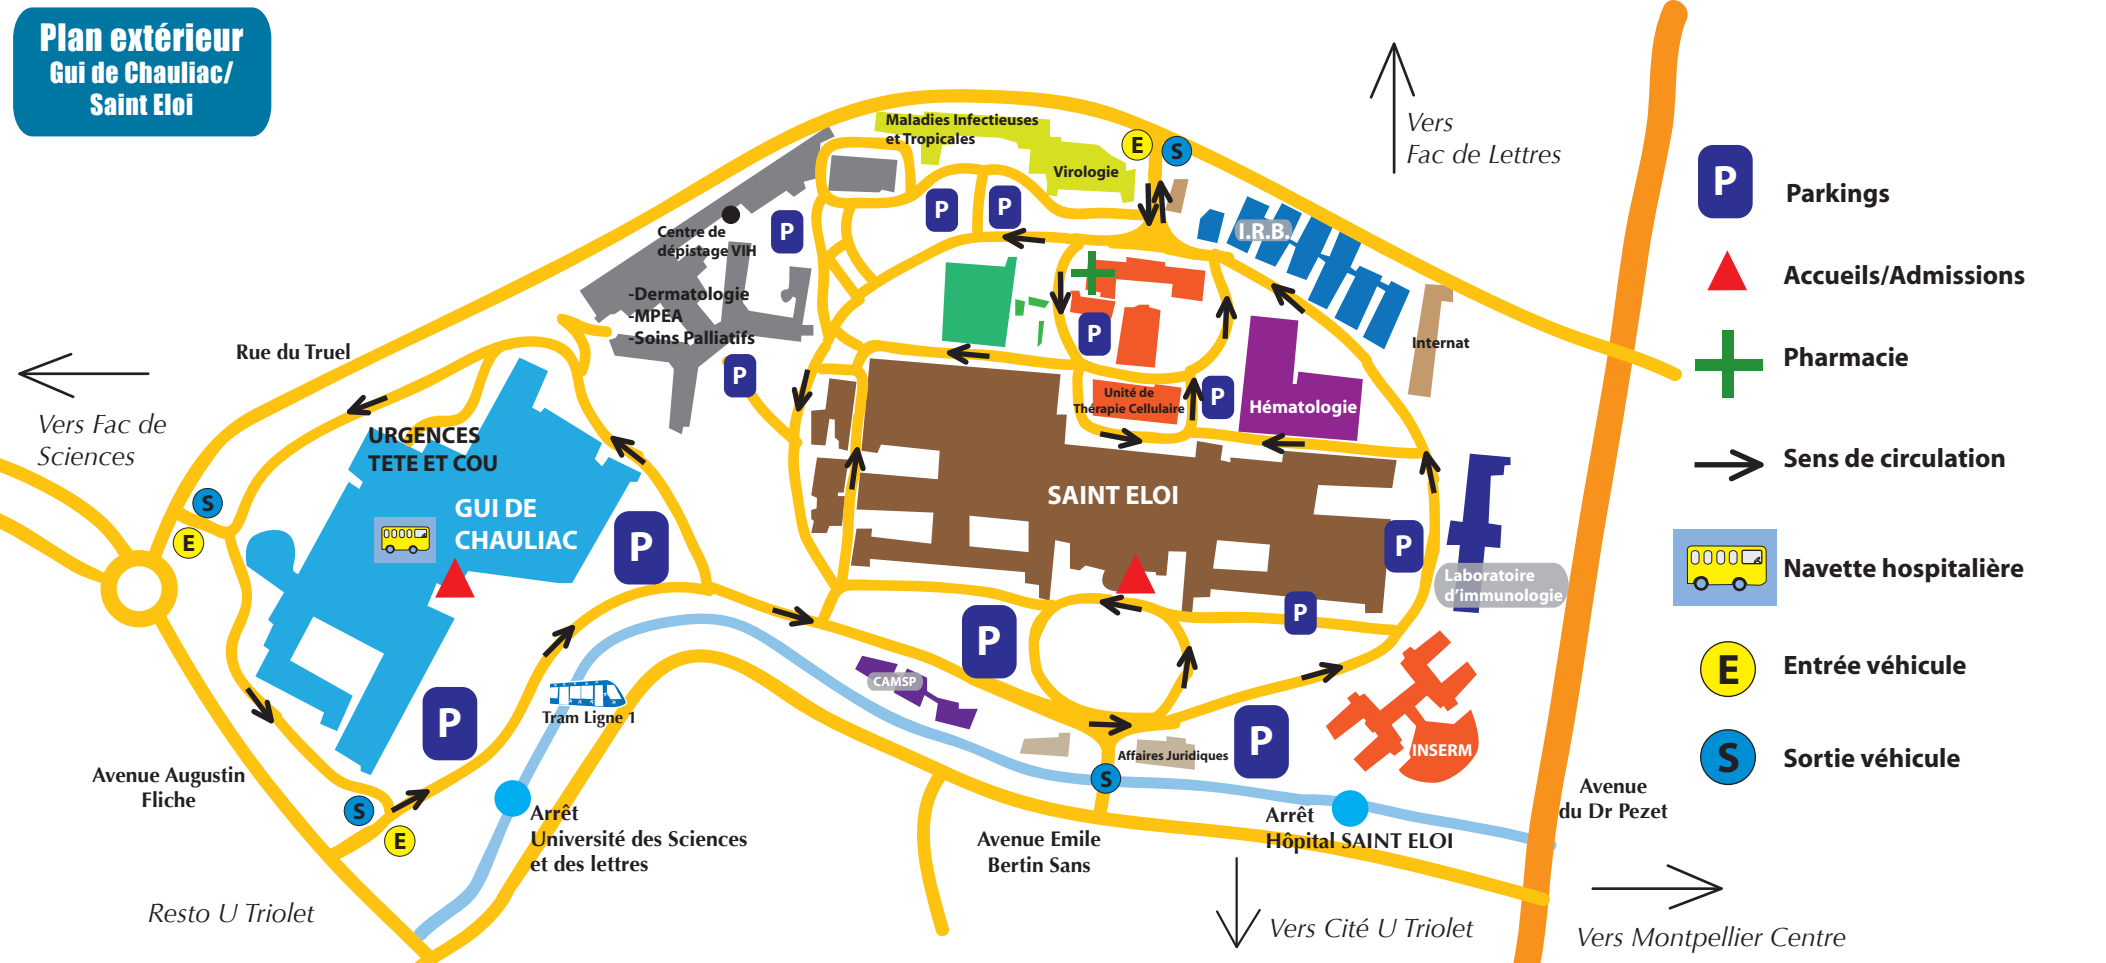 Plan extérieur
Gui de Chauliac/
Saint Eloi
Maladies Infectieuses
et Tropicales
Virologie
E
S
Vers
Fac de Lettres
P
P
P
Centre de
dépistage VIH
-Dermatologie
-MPEA
-Soins Palliatifs
I.R.B.
Internat
P
P
P
Unité de
Thérapie Cellulaire
Hématologie
Rue du Truel
Vers Fac de
Sciences
URGENCES
TETE ET COU
GUI DE
CHAULIAC
S
E
P
SAINT ELOI
P
Laboratoire
d'immunologie
P
P
P
CAMSP
Tram Ligne 1
Affaires Juridiques
P
INSERM
S
Avenue Augustin
Fliche
S
E
Arrêt
Université des Sciences
et des lettres
Avenue Emile
Bertin Sans
Arrêt
Hôpital SAINT ELOI
Avenue
du Dr Pezet
Resto U Triolet
Vers Cité U Triolet
Vers Montpellier Centre
P
Parkings
Accueils/Admissions
Pharmacie
Sens de circulation
Navette hospitalière
E
Entrée véhicule
S
Sortie véhicule